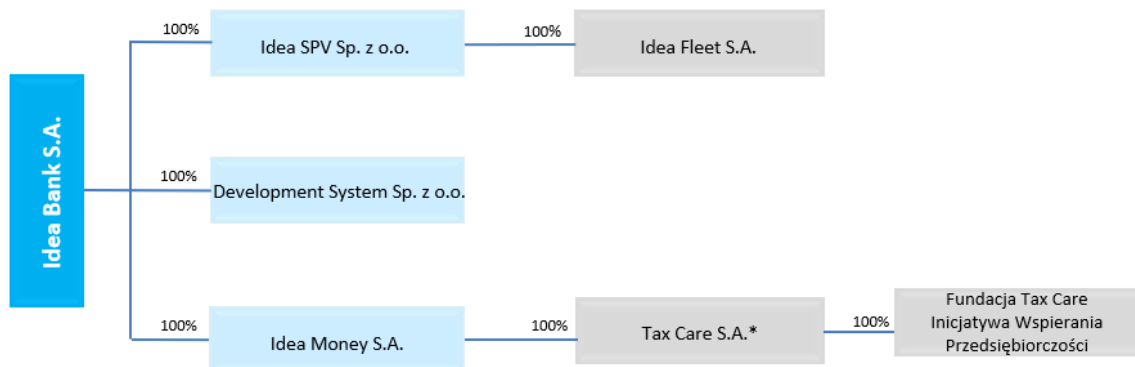 100%
Idea SPV Sp. z o.o.
100%
Idea Fleet S.A.
Idea Bank S.A.
100%
Development System Sp. z o.o.
100%
Idea Money S.A.
100%
Tax Care S.A.*
100%
Fundacja Tax Care
Inicjatywa Wspierania
Przedsiębiorczości